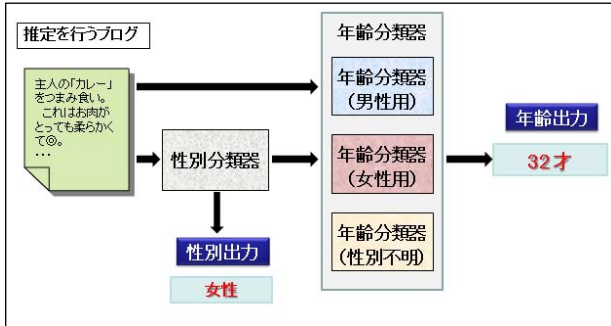 推定を行うブログ
主人の「カレー」
をつまみ食い。
これはお肉が
とっても柔らかく
て◎。
・・・
性別分類器
性別出力
女性
年齢分類器
年齢分類器
(男性用)
年齢分類器
(女性用)
年齢分類器
(性別不明)
年齢出力
32才